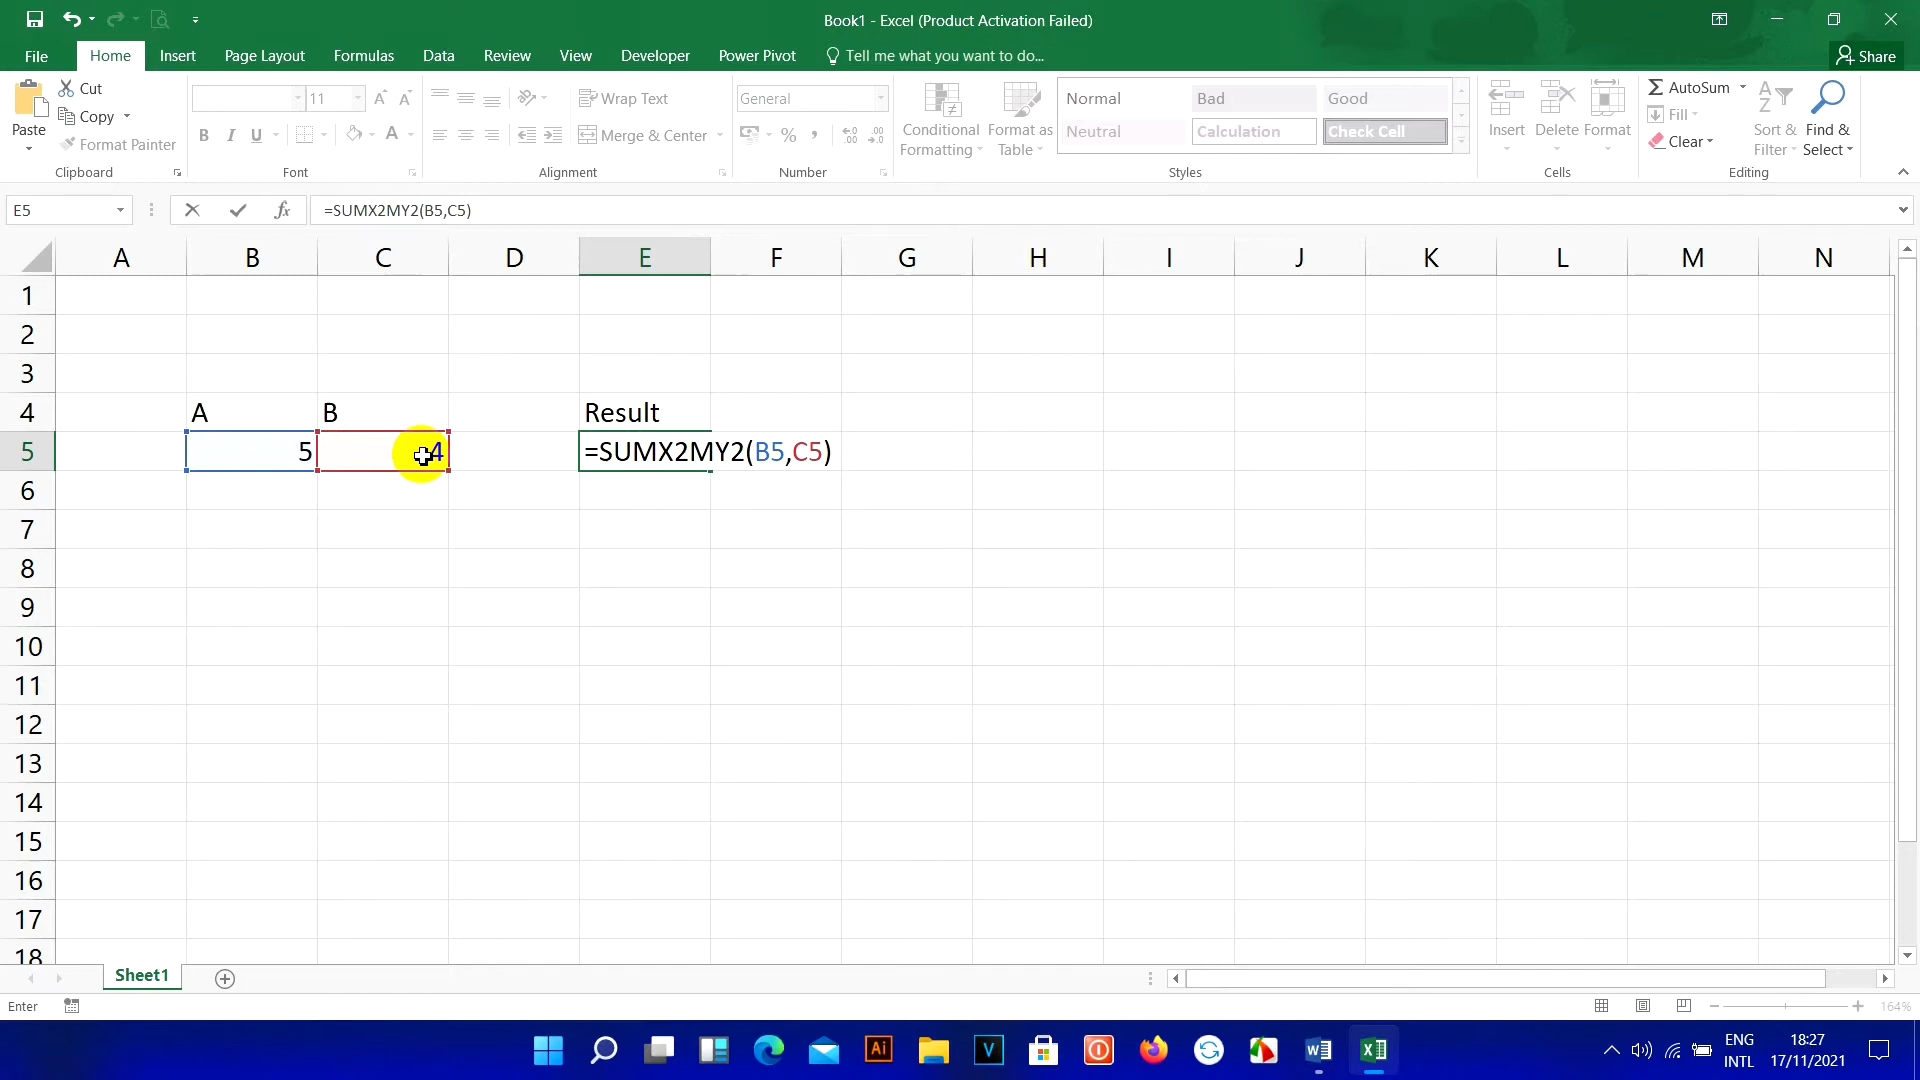 Book1 - Excel (Product Activation Failed)
File Home Insert Page Layout Formulas Data Review View Developer Power Pivot Tell me what you want to do... Share
Paste
Cut
Copy
Format Painter
Clipboard
11
Font
Wrap Text
Merge & Center
Alignment
General
%
Number
Conditional Formatting
Format as Table
Normal Bad Good
Neutral Calculation Check Cell
Styles
Insert Delete Format
Cells
AutoSum
Fill
Clear
Sort & Filter
Find & Select
Editing
E5 fx =SUMX2MY2(B5,C5)
A B C D E F G H I J K L M N
1
2
3
4 A B Result
5 5 4 =SUMX2MY2(B5,C5)
6
7
8
9
10
11
12
13
14
15
16
17
18
Sheet1
Enter 164%
Ai V ENG 18:27
INTL 17/11/2021